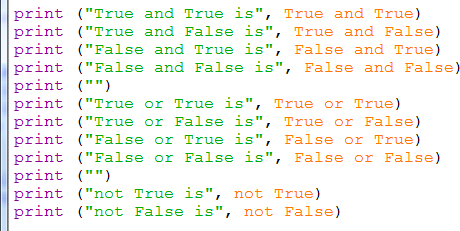 print ("True and True is", True and True)
print ("True and False is", True and False)
print ("False and True is", False and True)
print ("False and False is", False and False)
print ("")
print ("True or True is", True or True)
print ("True or False is", True or False)
print ("False or True is", False or True)
print ("False or False is", False or False)
print ("")
print ("not True is", not True)
print ("not False is", not False)